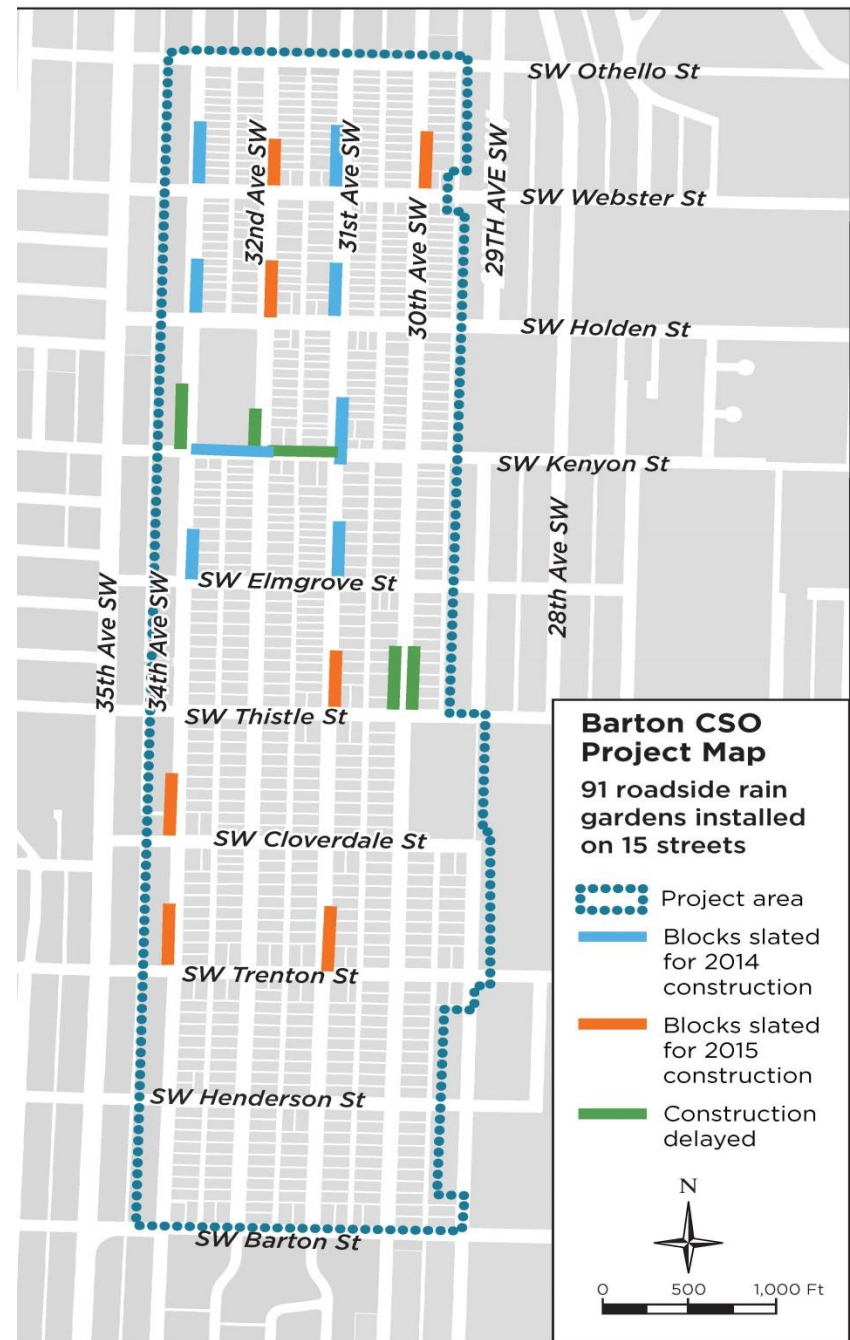 SW Othello St
32nd Ave SW
31st Ave SW
30th Ave SW
29TH AVE SW
SW Webster St
SW Holden St
SW Kenyon St
28th Ave SW
SW Elmgrove St
35th Ave SW
34th Ave SW
SW Thistle St
SW Cloverdale St
SW Trenton St
SW Henderson St
SW Barton St
Barton CSO
Project Map
91 roadside rain
gardens installed
on 15 streets
Project area
Blocks slated
for 2014
construction
Blocks slated
for 2015
construction
Construction
delayed
N
0 500 1,000 Ft